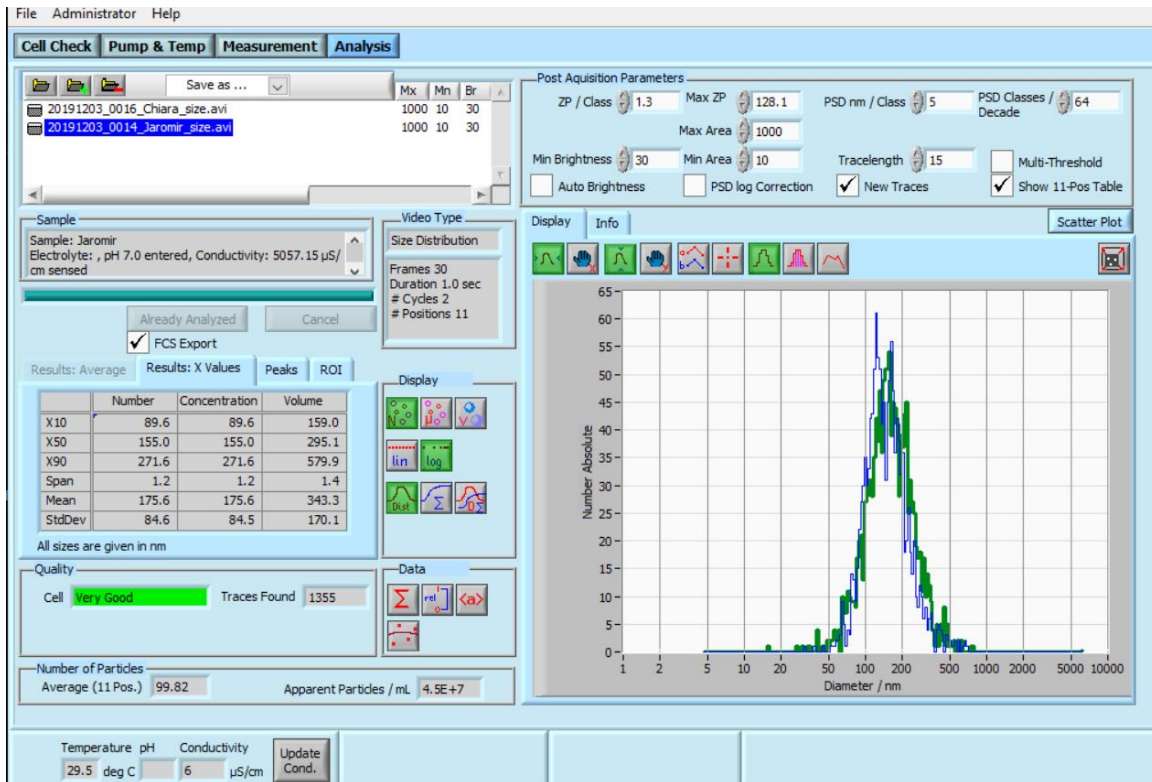 File Administrator Help
Cell Check Pump & Temp Measurement Analysis
Save as ...
Mx Mn Br
20191203_0016_Chiara_size.avi 1000 10 30
20191203_0014_Jaromir_size.avi 1000 10 30
Post Aquisition Parameters
ZP / Class 1.3 Max ZP 128.1 PSD nm / Class 5 PSD Classes / Decade 64
Max Area 1000
Min Brightness 30 Min Area 10 Tracelength 15 Multi-Threshold
Auto Brightness PSD log Correction New Traces Show 11-Pos Table
Sample
Sample: Jaromir
Electrolyte: , pH 7.0 entered, Conductivity: 5057.15 µS/
cm sensed
Video Type
Size Distribution
Frames 30
Duration 1.0 sec
# Cycles 2
# Positions 11
Already Analyzed Cancel
FCS Export
Results: Average Results: X Values Peaks ROI
Number Concentration Volume
X10 89.6 89.6 159.0
X50 155.0 155.0 295.1
X90 271.6 271.6 579.9
Span 1.2 1.2 1.4
Mean 175.6 175.6 343.3
StdDev 84.6 84.5 170.1
All sizes are given in nm
Display
N µ V
lin log
Dist Σ
Quality
Cell Very Good Traces Found 1355
Data
Σ rel <a>
Number of Particles
Average (11 Pos.) 99.82 Apparent Particles / mL 4.5E+7
Display Info Scatter Plot
65
60
55
50
45
40
35
30
25
20
15
10
5
0
Number Absolute
1 2 5 10 20 50 100 200 500 1000 2000 5000 10000
Diameter / nm
Temperature pH Conductivity
29.5 deg C 6 µS/cm
Update
Cond.